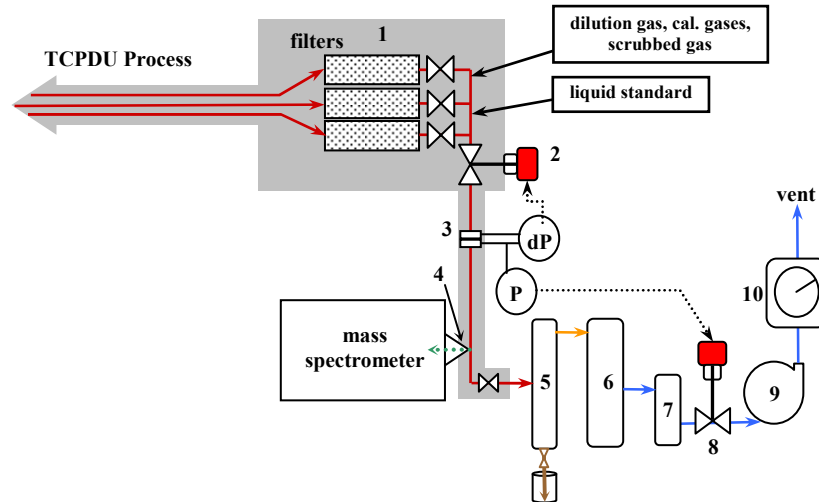 TCPDU Process
filters
1
dilution gas, cal. gases,
scrubbed gas
liquid standard
2
3
dP
P
4
mass
spectrometer
5
6
7
8
9
10
vent